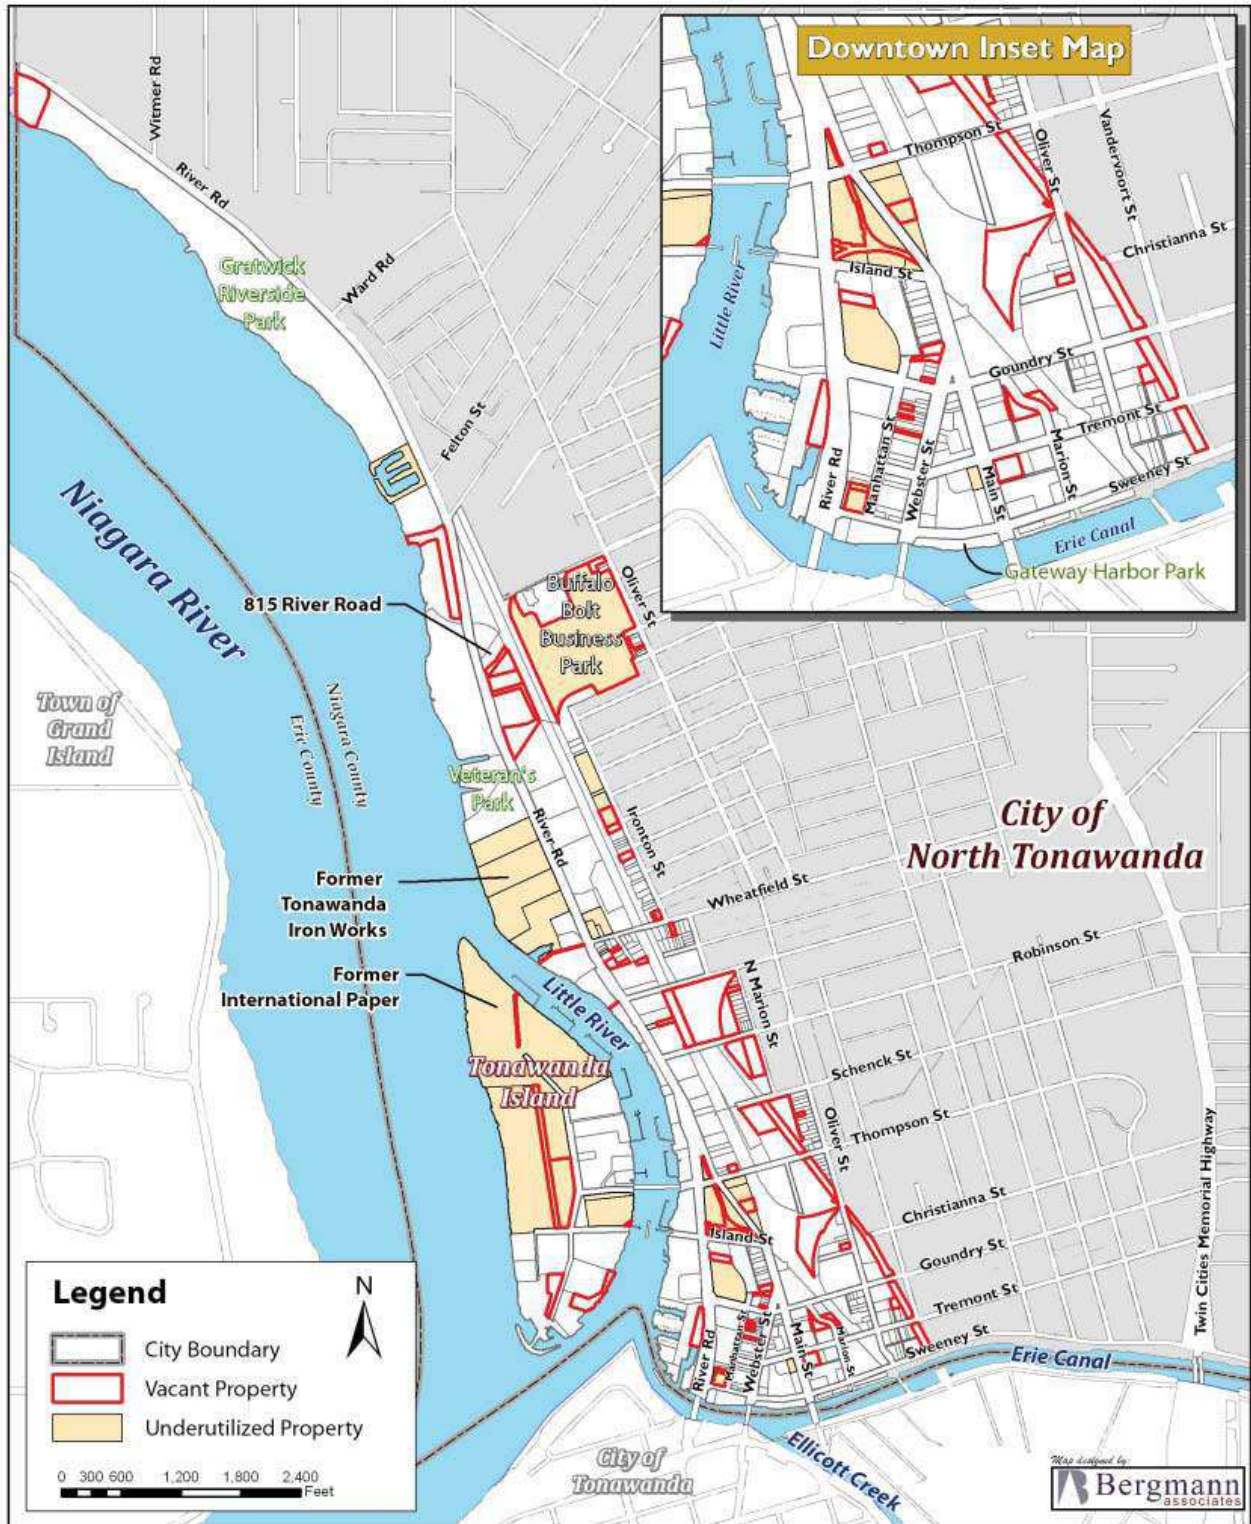 Downtown Inset Map
Thompson St
Oliver St
Vandervoort St
Christianna St
Island St
Little River
Goundry St
Tremont St
Marion St
Sweeney St
Main St
Webster St
Manhattan St
River Rd
Erie Canal
Gateway Harbor Park
Witmer Rd
River Rd
Gratwick
Riverside
Park
Ward Rd
Felton St
Niagara River
815 River Road
Buffalo
Bolt
Business
Park
Oliver St
Town of
Grand
Island
Niagara County
Erie County
Veteran's
Park
River Rd
Ironton St
City of
North Tonawanda
Former
Tonawanda
Iron Works
Wheatfield St
Robinson St
Former
International Paper
Little River
N Marion St
Tonawanda
Island
Schenck St
Oliver St
Thompson St
Twin Cities Memorial Highway
Christianna St
Island St
Goundry St
Tremont St
Sweeney St
River Rd
Manhattan St
Webster St
Main St
Marion St
Erie Canal
Ellicott Creek
City of
Tonawanda
Legend
N
City Boundary
Vacant Property
Underutilized Property
0 300 600 1,200 1,800 2,400
Feet
Map designed by:
Bergmann
associates